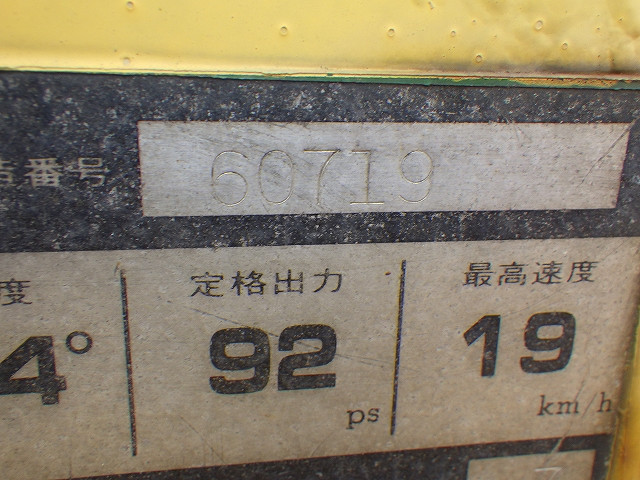 番号 60719
度 定格出力 最高速度
4° 92 19
ps km/h